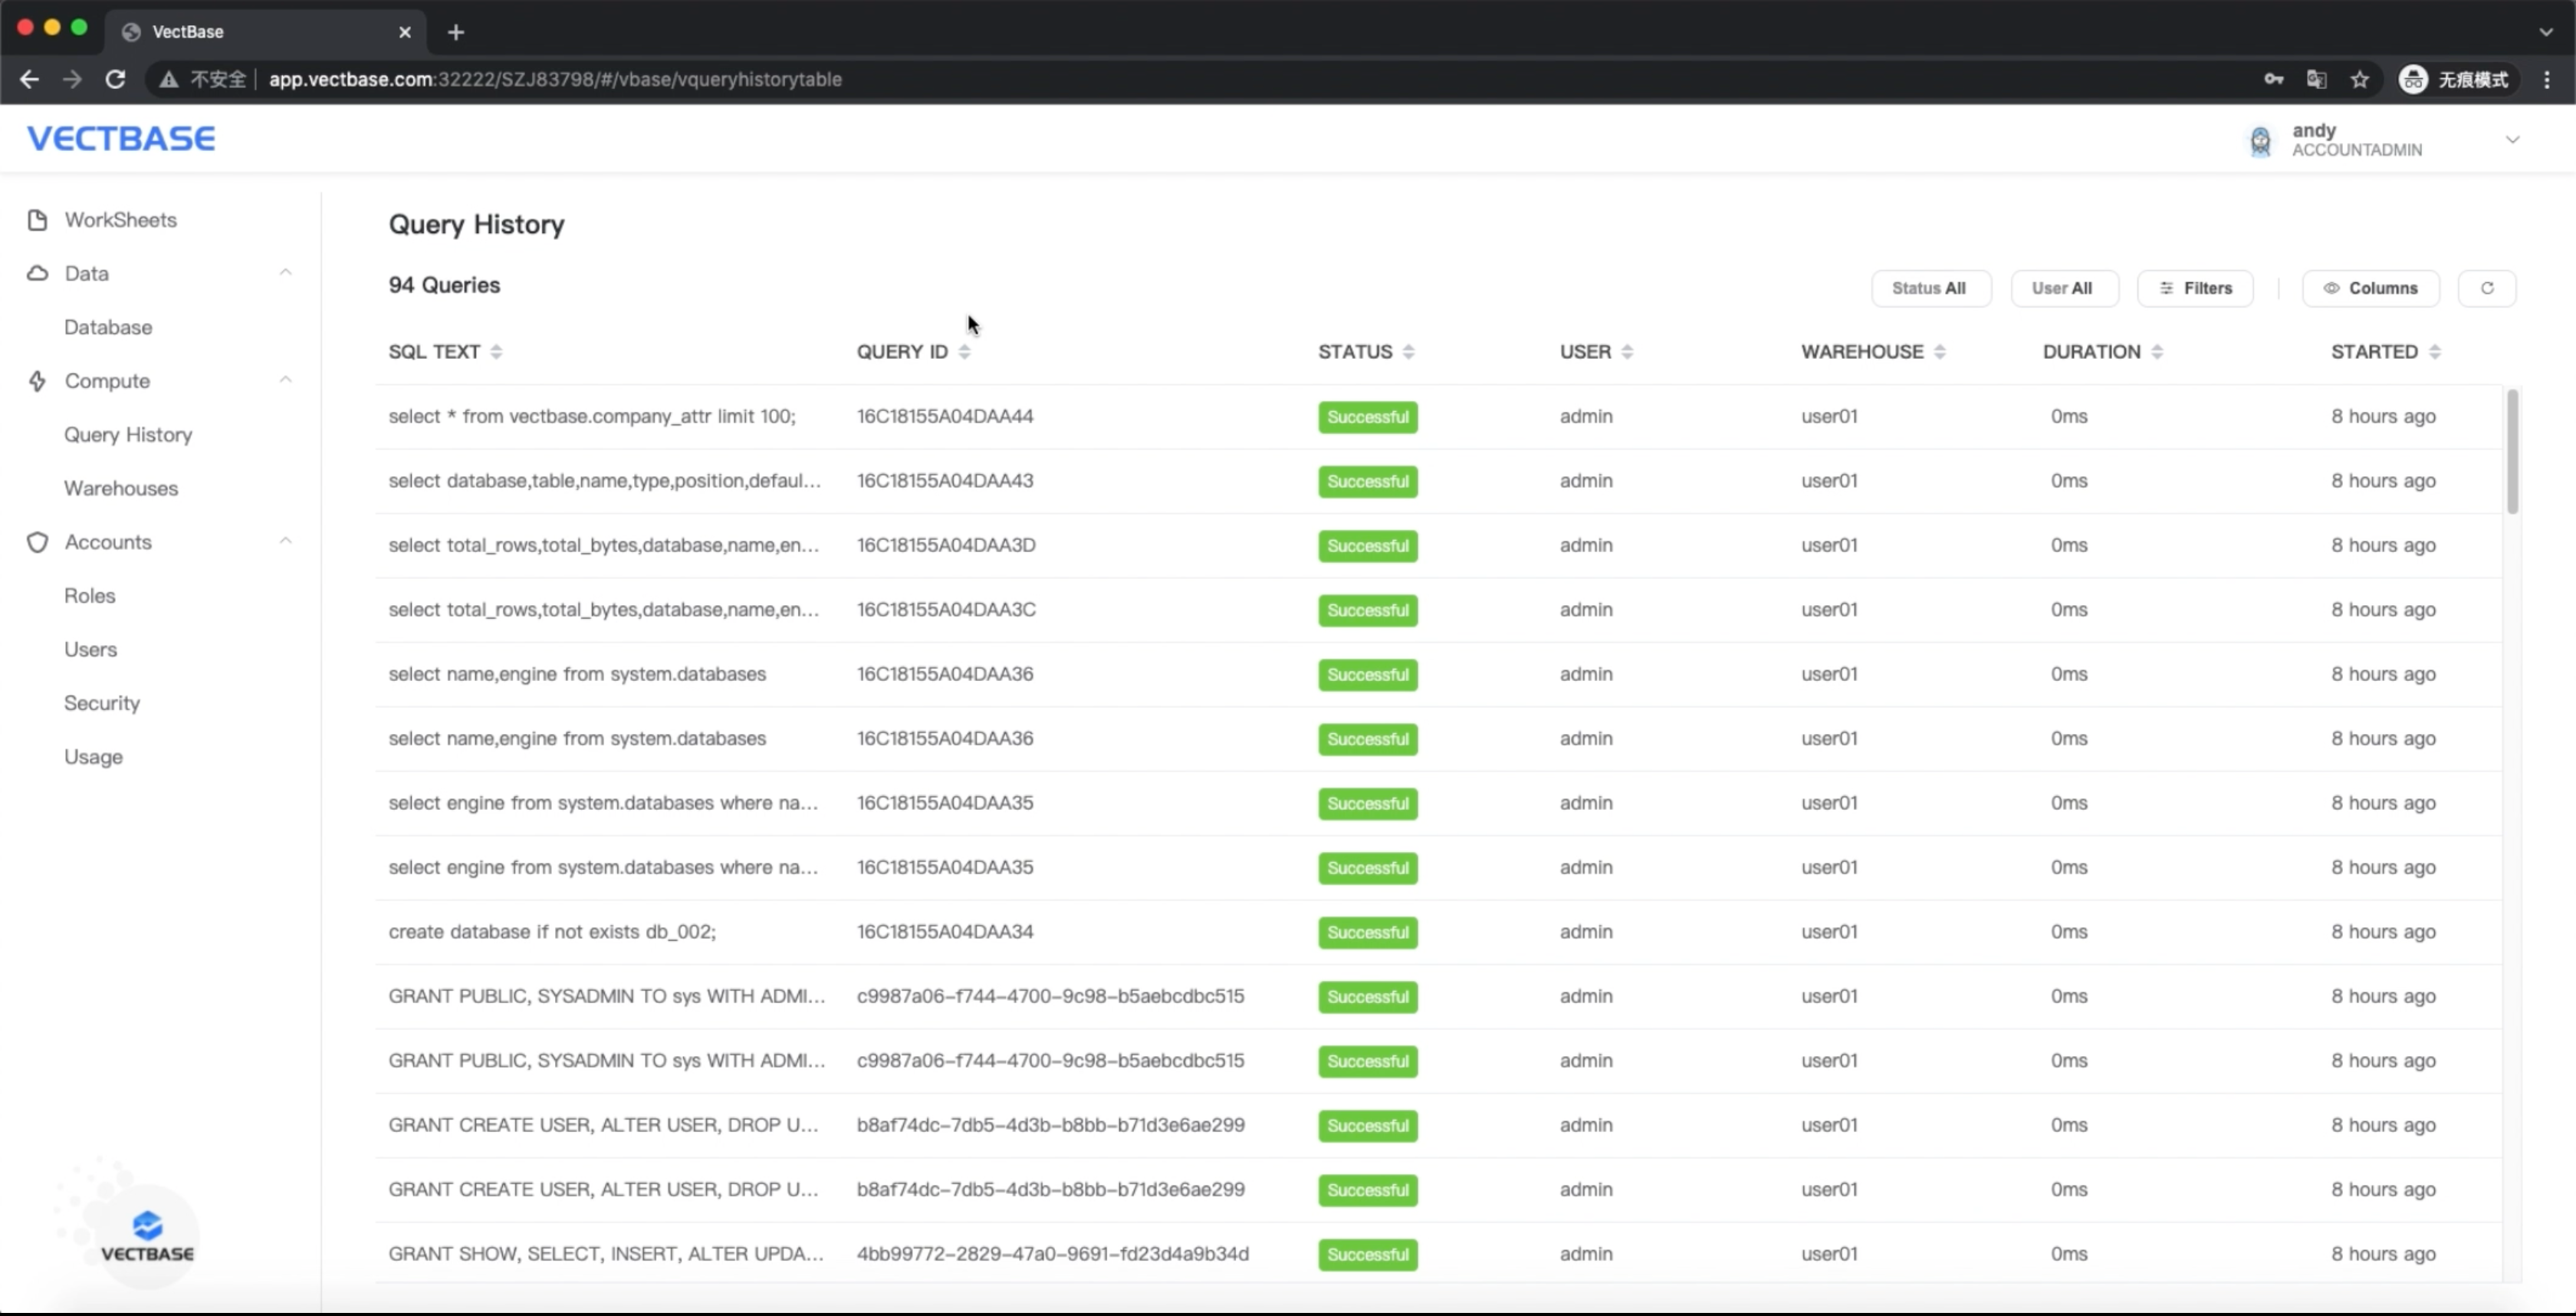 VectBase
不安全 app.vectbase.com:32222/SZJ83798/#/vbase/vqueryhistorytable 无痕模式
VECTBASE
andy
ACCOUNTADMIN
WorkSheets
Data
Database
Compute
Query History
Warehouses
Accounts
Roles
Users
Security
Usage
VECTBASE
Query History
94 Queries Status All User All Filters Columns
SQL TEXT QUERY ID STATUS USER WAREHOUSE DURATION STARTED
select * from vectbase.company_attr limit 100; 16C18155A04DAA44 Successful admin user01 0ms 8 hours ago
select database,table,name,type,position,defaul... 16C18155A04DAA43 Successful admin user01 0ms 8 hours ago
select total_rows,total_bytes,database,name,en... 16C18155A04DAA3D Successful admin user01 0ms 8 hours ago
select total_rows,total_bytes,database,name,en... 16C18155A04DAA3C Successful admin user01 0ms 8 hours ago
select name,engine from system.databases 16C18155A04DAA36 Successful admin user01 0ms 8 hours ago
select name,engine from system.databases 16C18155A04DAA36 Successful admin user01 0ms 8 hours ago
select engine from system.databases where na... 16C18155A04DAA35 Successful admin user01 0ms 8 hours ago
select engine from system.databases where na... 16C18155A04DAA35 Successful admin user01 0ms 8 hours ago
create database if not exists db_002; 16C18155A04DAA34 Successful admin user01 0ms 8 hours ago
GRANT PUBLIC, SYSADMIN TO sys WITH ADMI... c9987a06-f744-4700-9c98-b5aebcdbc515 Successful admin user01 0ms 8 hours ago
GRANT PUBLIC, SYSADMIN TO sys WITH ADMI... c9987a06-f744-4700-9c98-b5aebcdbc515 Successful admin user01 0ms 8 hours ago
GRANT CREATE USER, ALTER USER, DROP U... b8af74dc-7db5-4d3b-b8bb-b71d3e6ae299 Successful admin user01 0ms 8 hours ago
GRANT CREATE USER, ALTER USER, DROP U... b8af74dc-7db5-4d3b-b8bb-b71d3e6ae299 Successful admin user01 0ms 8 hours ago
GRANT SHOW, SELECT, INSERT, ALTER UPDA... 4bb99772-2829-47a0-9691-fd23d4a9b34d Successful admin user01 0ms 8 hours ago